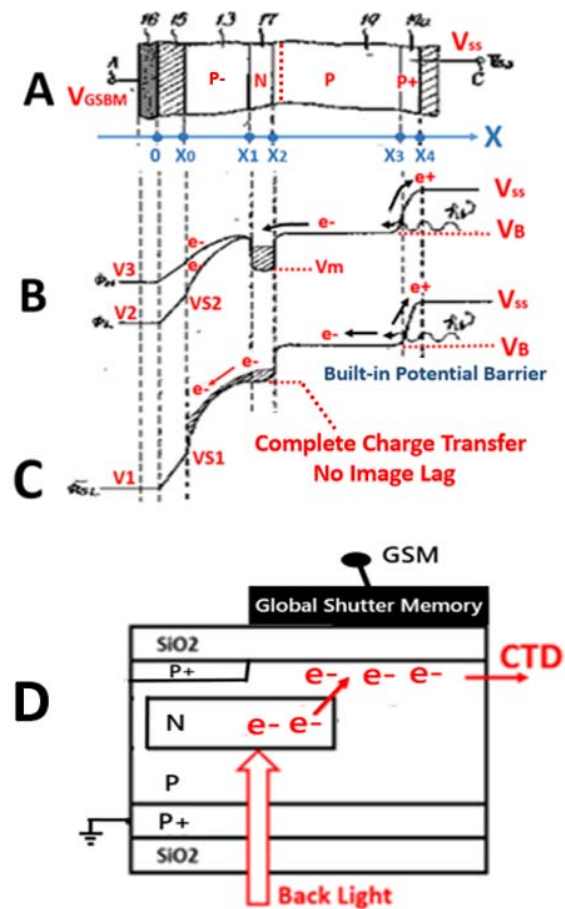 16 15 13 17 19 19a
A
Vss
C
A
VGSBM
P- N P P+
0 X0 X1 X2 X3 X4 X
e+
Vss
e-
VB
e-
V3
e-
Vm
B
V2
VS2
e+
Vss
e-
VB
Built-in Potential Barrier
e-
e-
Complete Charge Transfer
No Image Lag
VS1
C
V1
GSM
Global Shutter Memory
SiO2
CTD
P+
e- e- e-
D
N
e- e-
P
P+
SiO2
Back Light